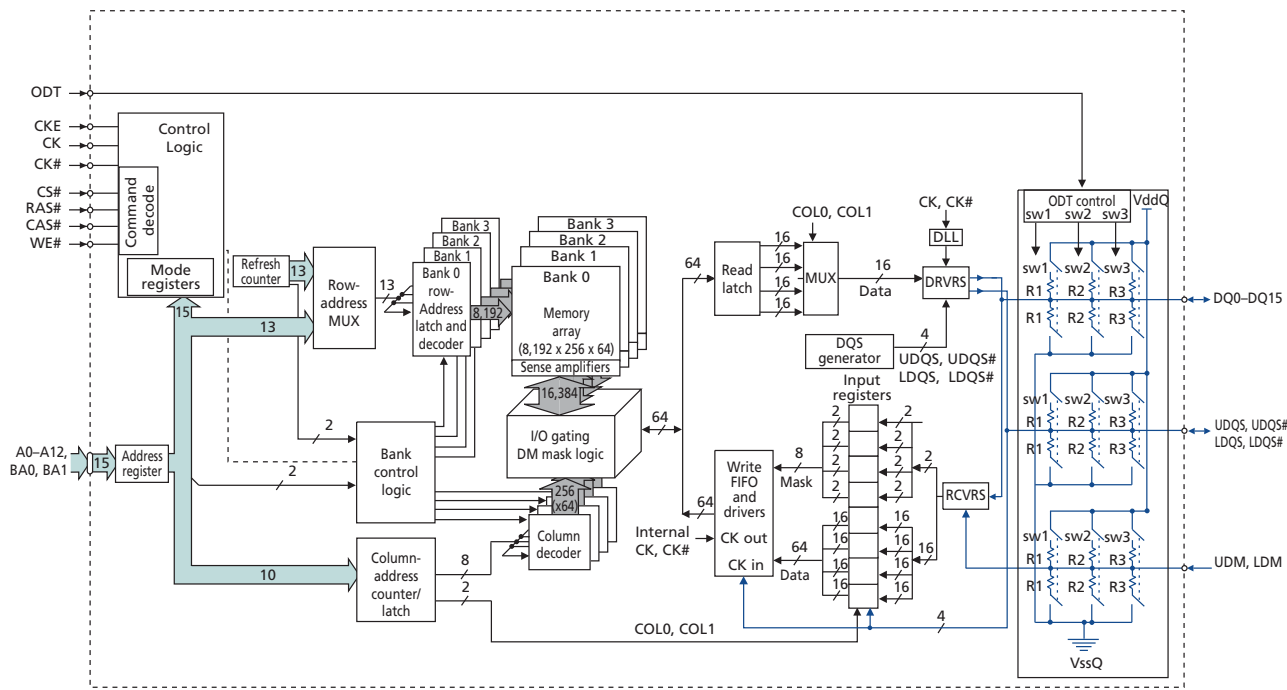 ODT
CKE
CK
CK#
CS#
RAS#
CAS#
WE#
Control
Logic
Command
decode
Mode
registers
15
Refresh
counter
13
13
Row-
address
MUX
13
Bank 3
Bank 2
Bank 1
Bank 0
row-
Address
latch and
decoder
8,192
Bank 3
Bank 2
Bank 1
Bank 0
Memory
array
(8,192 x 256 x 64)
Sense amplifiers
16,384
I/O gating
DM mask logic
64
A0–A12,
BA0, BA1
15
Address
register
2
2
Bank
control
logic
256
(x64)
Column
decoder
10
Column-
address
counter/
latch
8
2
COL0, COL1
64
Read
latch
16
16
16
16
COL0, COL1
MUX
16
Data
CK, CK#
DLL
DRVRS
DQS
generator
4
UDQS, UDQS#
LDQS, LDQS#
Input
registers
64
Internal
CK, CK#
Write
FIFO
and
drivers
CK out
CK in
8
Mask
64
Data
2
2
2
2
2
2
2
2
2
16
16
16
16
16
16
16
16
16
RCVRS
4
ODT control
sw1 sw2 sw3
VddQ
sw1 sw2 sw3
R1 R2 R3
R1 R2 R3
sw1 sw2 sw3
R1 R2 R3
R1 R2 R3
sw1 sw2 sw3
R1 R2 R3
R1 R2 R3
VssQ
DQ0–DQ15
UDQS, UDQS#
LDQS, LDQS#
UDM, LDM